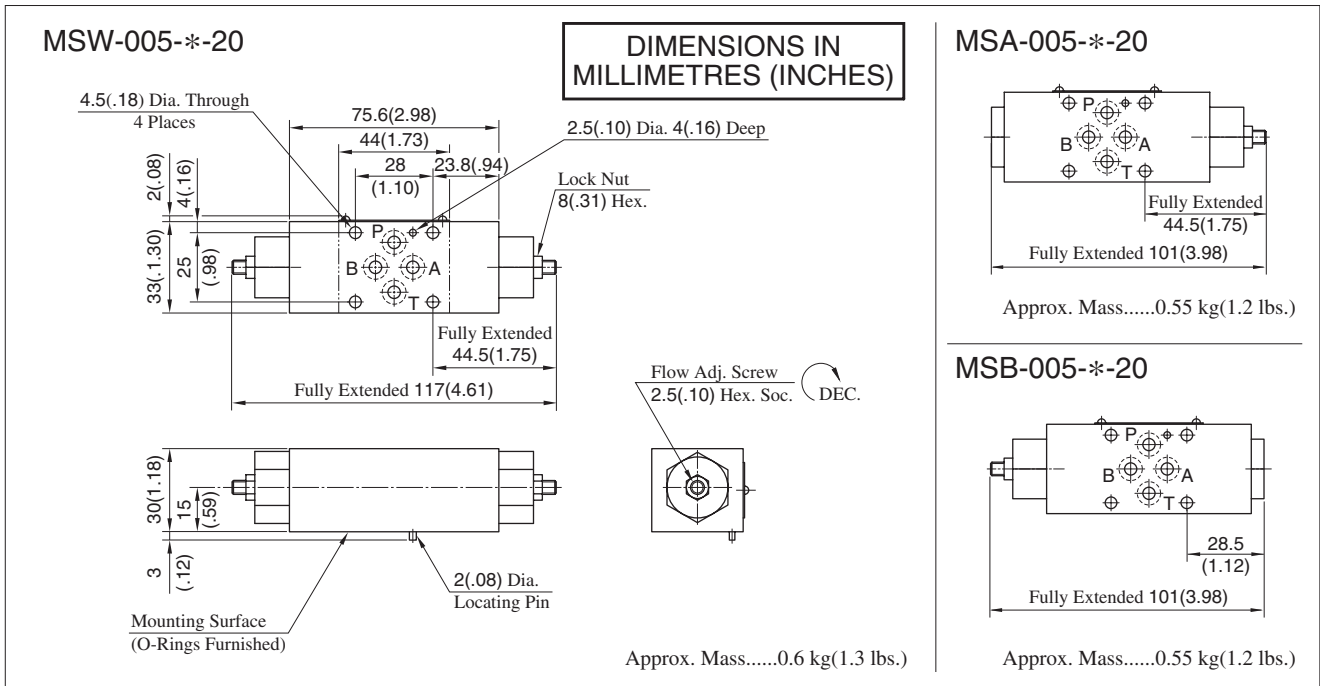 MSW-005-*-20
DIMENSIONS IN
MILLIMETRES (INCHES)
4.5(.18) Dia. Through
4 Places
75.6(2.98)
44(1.73)
28
(1.10)
23.8(.94)
2.5(.10) Dia. 4(.16) Deep
Lock Nut
8(.31) Hex.
2(.08)
4(.16)
33(.1.30)
25
(.98)
P
B
A
T
Fully Extended
44.5(1.75)
Fully Extended 117(4.61)
Flow Adj. Screw
2.5(.10) Hex. Soc.
DEC.
30(1.18)
15
(.59)
3
(.12)
2(.08) Dia.
Locating Pin
Mounting Surface
(O-Rings Furnished)
Approx. Mass......0.6 kg(1.3 lbs.)
MSA-005-*-20
P
B
A
T
Fully Extended
44.5(1.75)
Fully Extended 101(3.98)
Approx. Mass......0.55 kg(1.2 lbs.)
MSB-005-*-20
P
B
A
T
28.5
(1.12)
Fully Extended 101(3.98)
Approx. Mass......0.55 kg(1.2 lbs.)